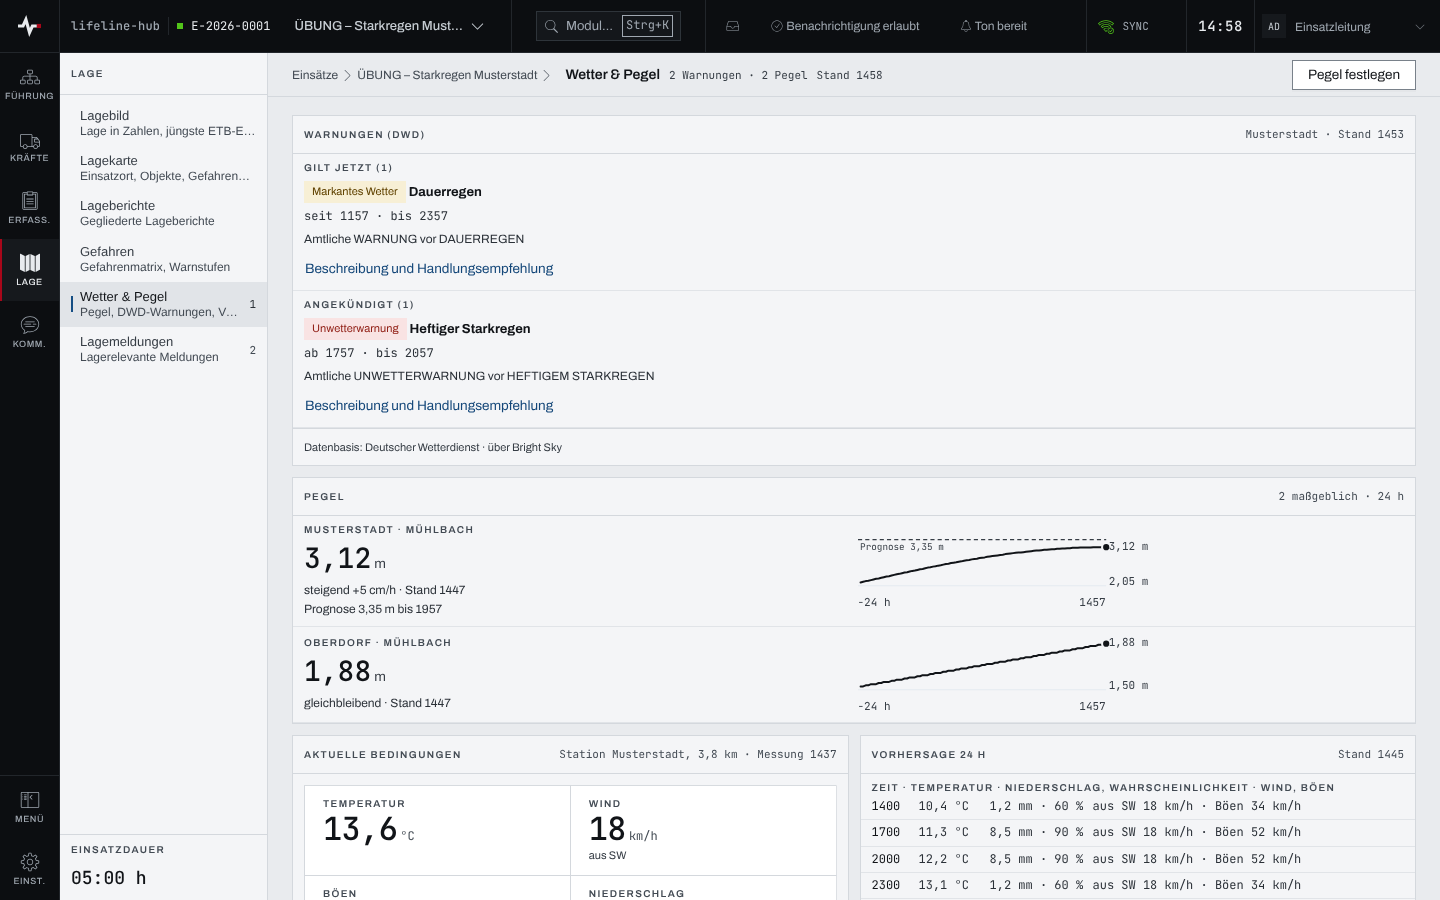 lifeline-hub
E-2026-0001
ÜBUNG – Starkregen Must…
Modul…
Strg+K
Benachrichtigung erlaubt
Ton bereit
SYNC
14:58
AD
Einsatzleitung
FÜHRUNG
KRÄFTE
ERFASS.
LAGE
KOMM.
MENÜ
EINST.
LAGE
Lagebild
Lage in Zahlen, jüngste ETB-E…
Lagekarte
Einsatzort, Objekte, Gefahren…
Lageberichte
Gegliederte Lageberichte
Gefahren
Gefahrenmatrix, Warnstufen
Wetter & Pegel
Pegel, DWD-Warnungen, V…
1
Lagemeldungen
Lagerelevante Meldungen
2
EINSATZDAUER
05:00 h
Einsätze
ÜBUNG – Starkregen Musterstadt
Wetter & Pegel
2 Warnungen · 2 Pegel
Stand 1458
Pegel festlegen
WARNUNGEN (DWD)
Musterstadt · Stand 1453
GILT JETZT (1)
Markantes Wetter
Dauerregen
seit 1157 · bis 2357
Amtliche WARNUNG vor DAUERREGEN
Beschreibung und Handlungsempfehlung
ANGEKÜNDIGT (1)
Unwetterwarnung
Heftiger Starkregen
ab 1757 · bis 2057
Amtliche UNWETTERWARNUNG vor HEFTIGEM STARKREGEN
Beschreibung und Handlungsempfehlung
Datenbasis: Deutscher Wetterdienst · über Bright Sky
PEGEL
2 maßgeblich · 24 h
MUSTERSTADT · MÜHLBACH
3,12 m
steigend +5 cm/h · Stand 1447
Prognose 3,35 m bis 1957
Prognose 3,35 m
3,12 m
2,05 m
-24 h
1457
OBERDORF · MÜHLBACH
1,88 m
gleichbleibend · Stand 1447
1,88 m
1,50 m
-24 h
1457
AKTUELLE BEDINGUNGEN
Station Musterstadt, 3,8 km · Messung 1437
TEMPERATUR
13,6 °C
WIND
18 km/h
aus SW
BÖEN
NIEDERSCHLAG
VORHERSAGE 24 H
Stand 1445
ZEIT · TEMPERATUR · NIEDERSCHLAG, WAHRSCHEINLICHKEIT · WIND, BÖEN
1400 10,4 °C 1,2 mm · 60 % aus SW 18 km/h · Böen 34 km/h
1700 11,3 °C 8,5 mm · 90 % aus SW 18 km/h · Böen 52 km/h
2000 12,2 °C 8,5 mm · 90 % aus SW 18 km/h · Böen 52 km/h
2300 13,1 °C 1,2 mm · 60 % aus SW 18 km/h · Böen 34 km/h